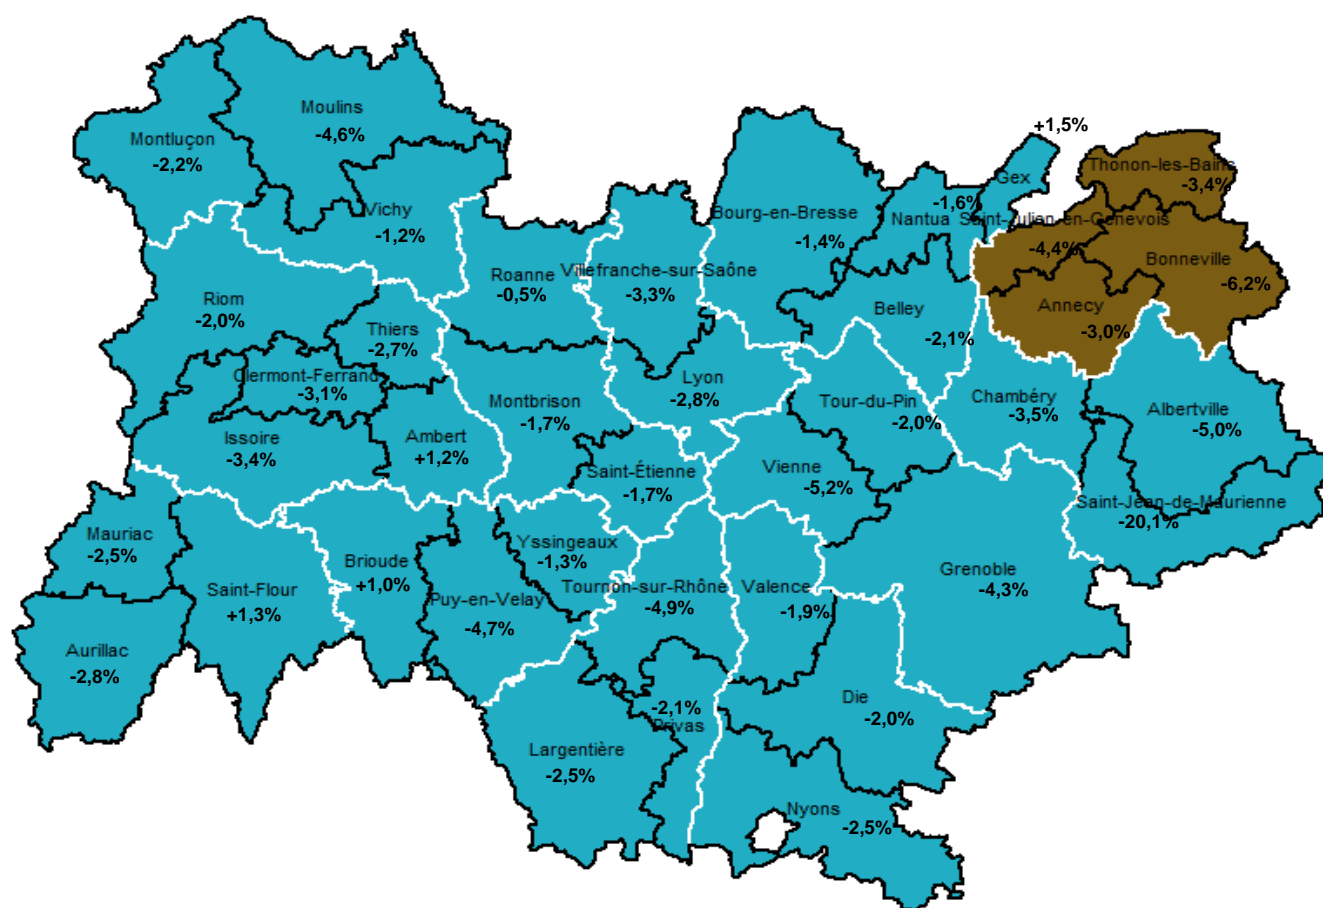 Moulins
-4,6%
Montluçon
-2,2%
Vichy
-1,2%
+1,5%
Gex
Thonon-les-Bains
-3,4%
Bourg-en-Bresse
-1,4%
-1,6%
Nantua
Saint-Julien-en-Genevois
-4,4%
Bonneville
-6,2%
Roanne
-0,5%
Villefranche-sur-Saône
-3,3%
Riom
-2,0%
Thiers
-2,7%
Belley
-2,1%
Annecy
-3,0%
Clermont-Ferrand
-3,1%
Lyon
-2,8%
Montbrison
-1,7%
Tour-du-Pin
-2,0%
Chambéry
-3,5%
Albertville
-5,0%
Issoire
-3,4%
Ambert
+1,2%
Saint-Étienne
-1,7%
Vienne
-5,2%
Saint-Jean-de-Maurienne
-20,1%
Mauriac
-2,5%
Saint-Flour
+1,3%
Brioude
+1,0%
Yssingeaux
-1,3%
Puy-en-Velay
-4,7%
Tournon-sur-Rhône
-4,9%
Valence
-1,9%
Grenoble
-4,3%
Aurillac
-2,8%
-2,1%
Privas
Die
-2,0%
Largentière
-2,5%
Nyons
-2,5%